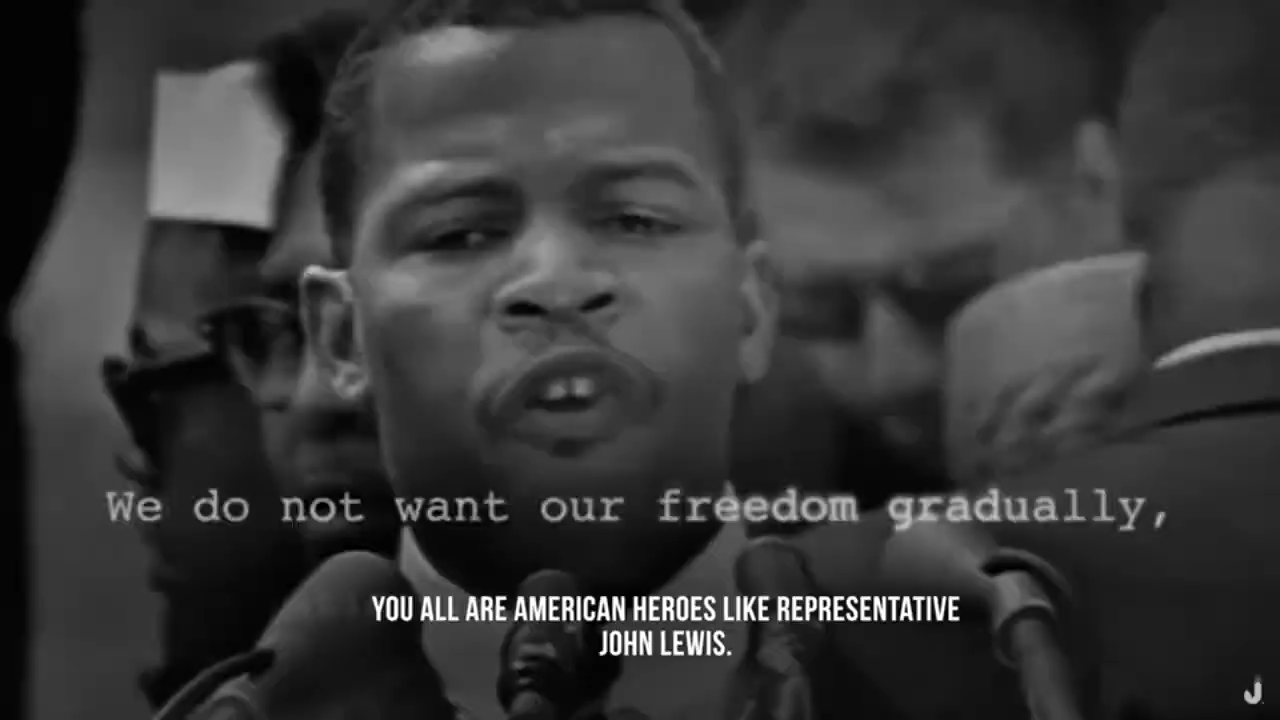 We do not want our freedom gradually,
YOU ALL ARE AMERICAN HEROES LIKE REPRESENTATIVE
JOHN LEWIS.
J